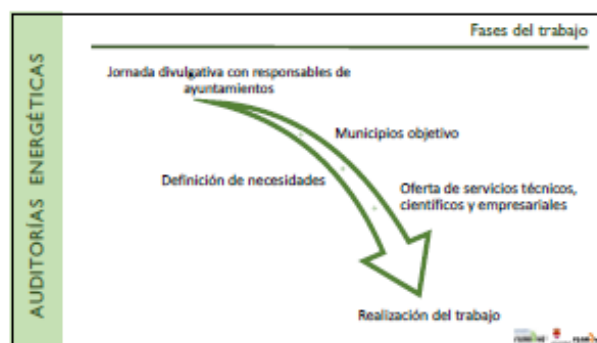 Fases del trabajo
AUDITORÍAS ENERGÉTICAS
Jornada divulgativa con responsables de
ayuntamientos
Municipios objetivo
Definición de necesidades
Oferta de servicios técnicos,
científicos y empresariales
Realización del trabajo